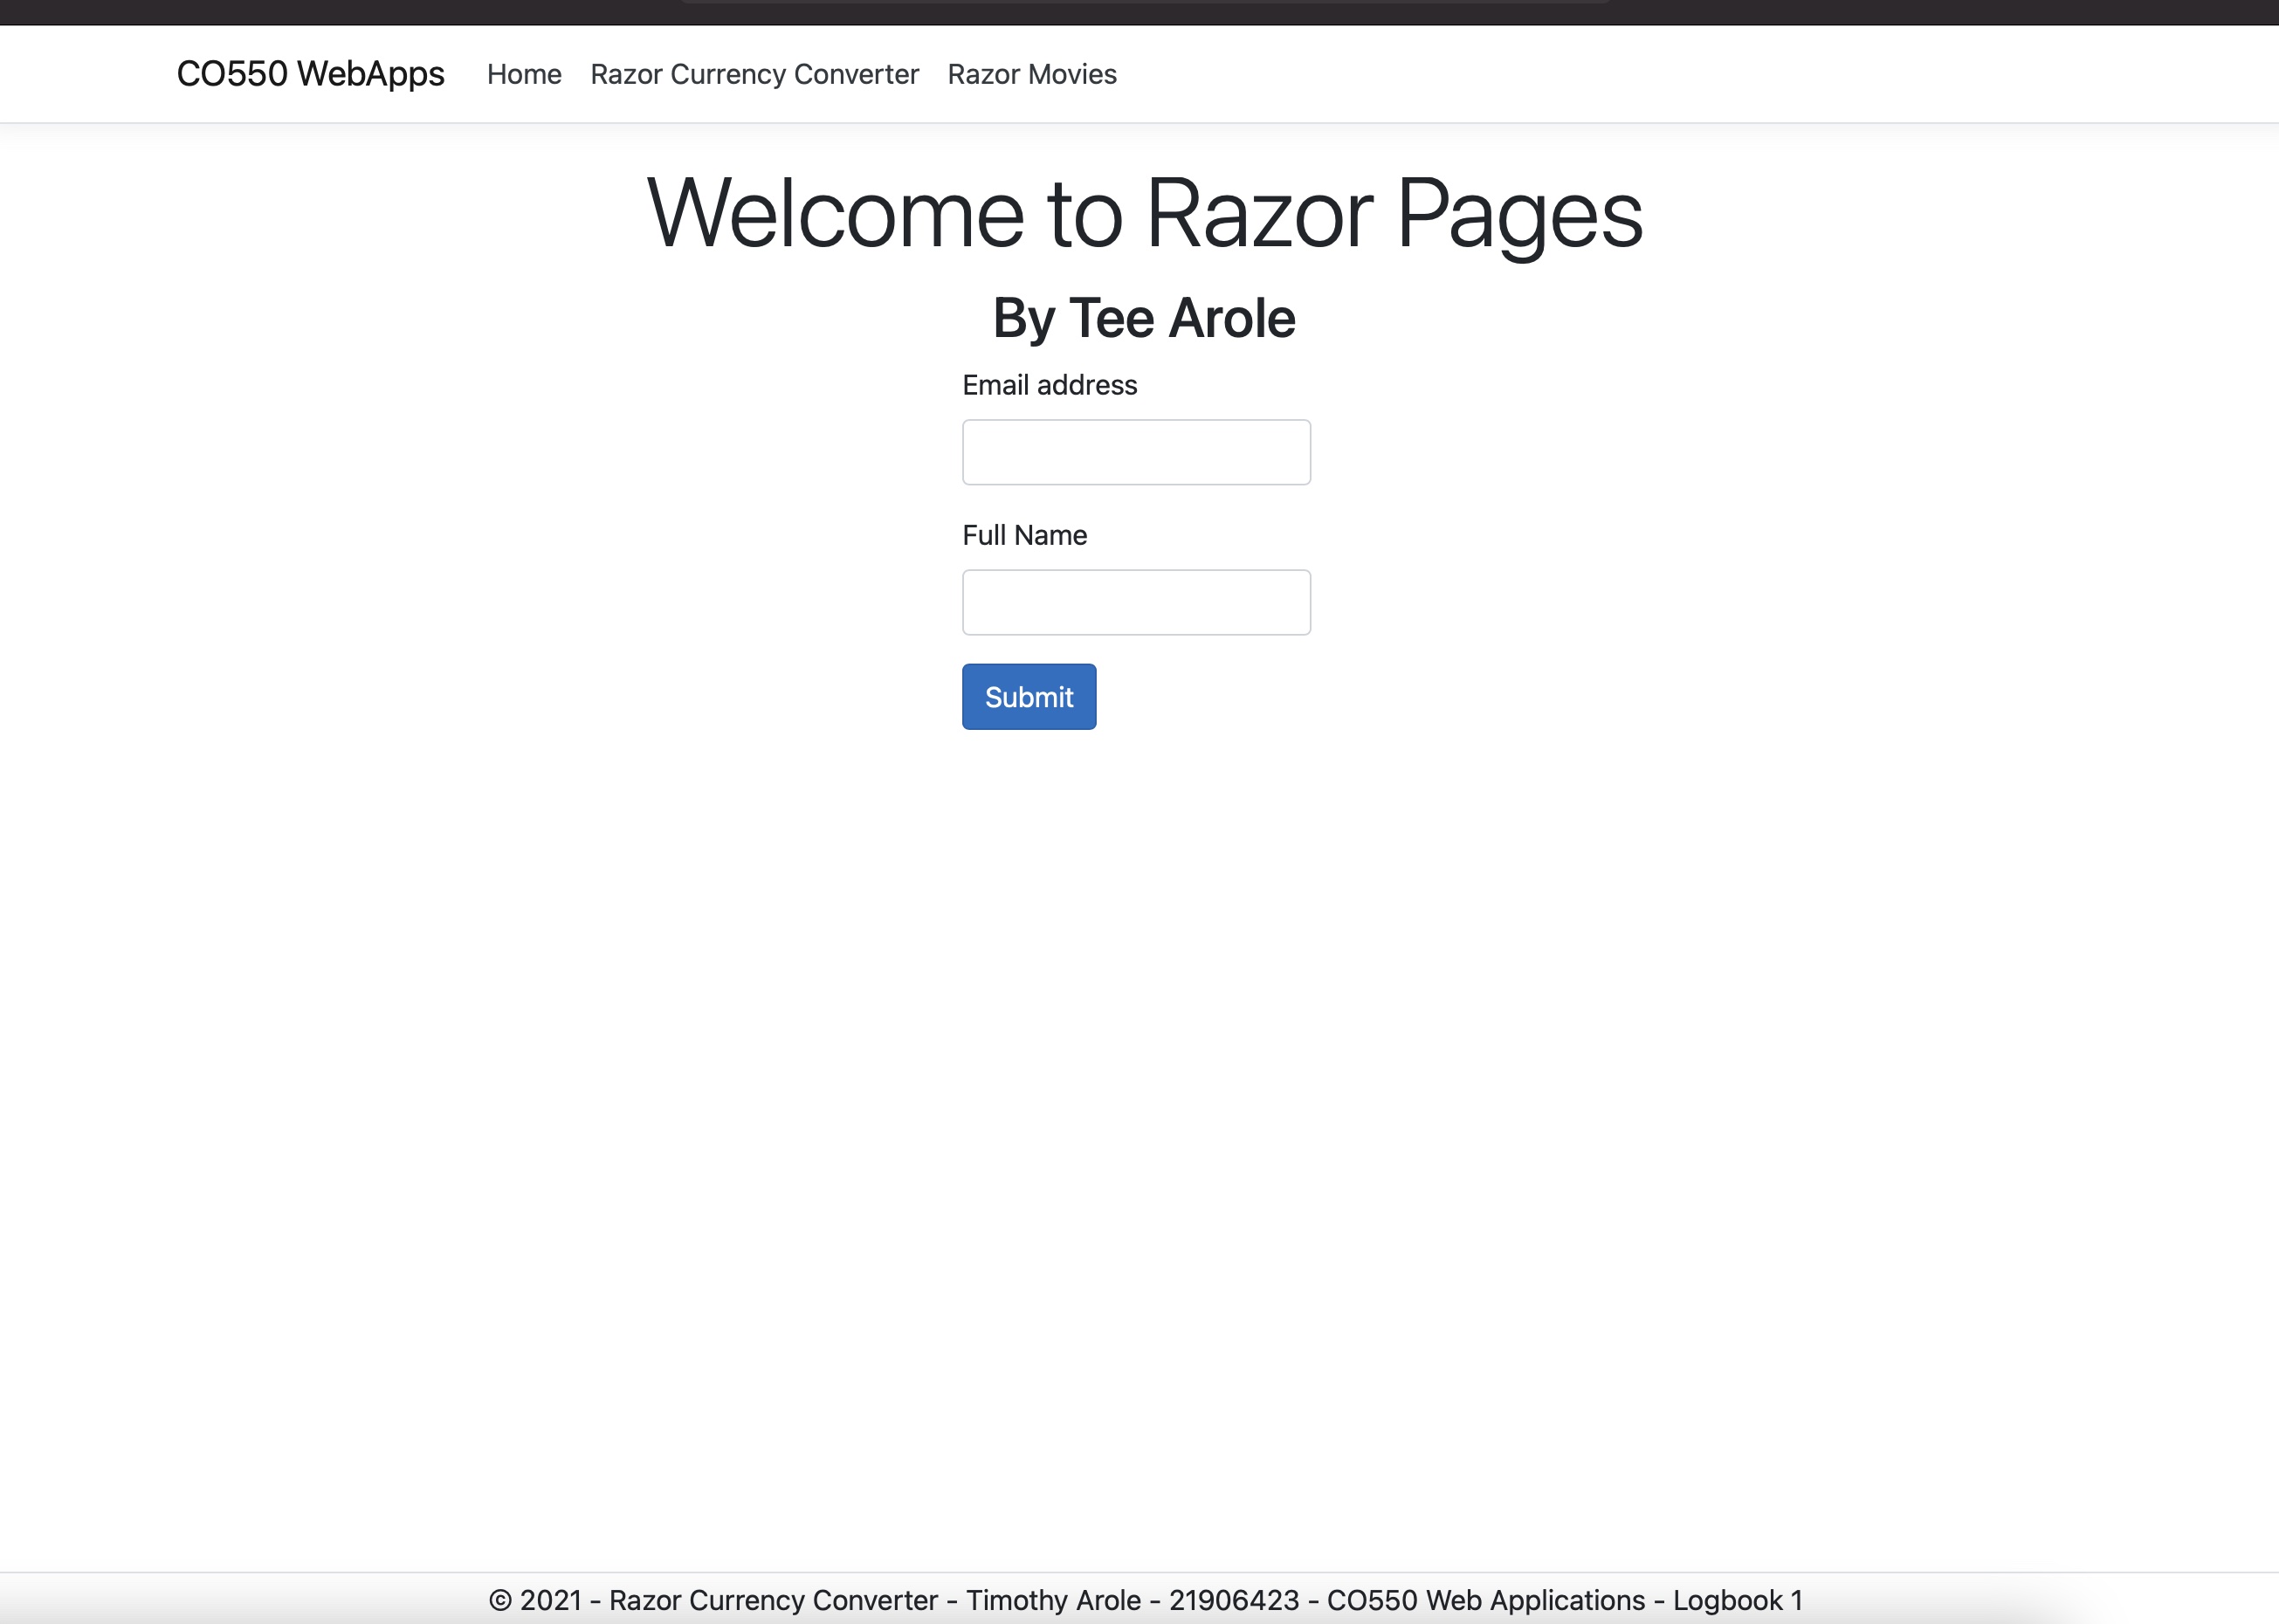 CO550 WebApps Home Razor Currency Converter Razor Movies
Welcome to Razor Pages
By Tee Arole
Email address
Full Name
Submit
© 2021 - Razor Currency Converter - Timothy Arole - 21906423 - CO550 Web Applications - Logbook 1